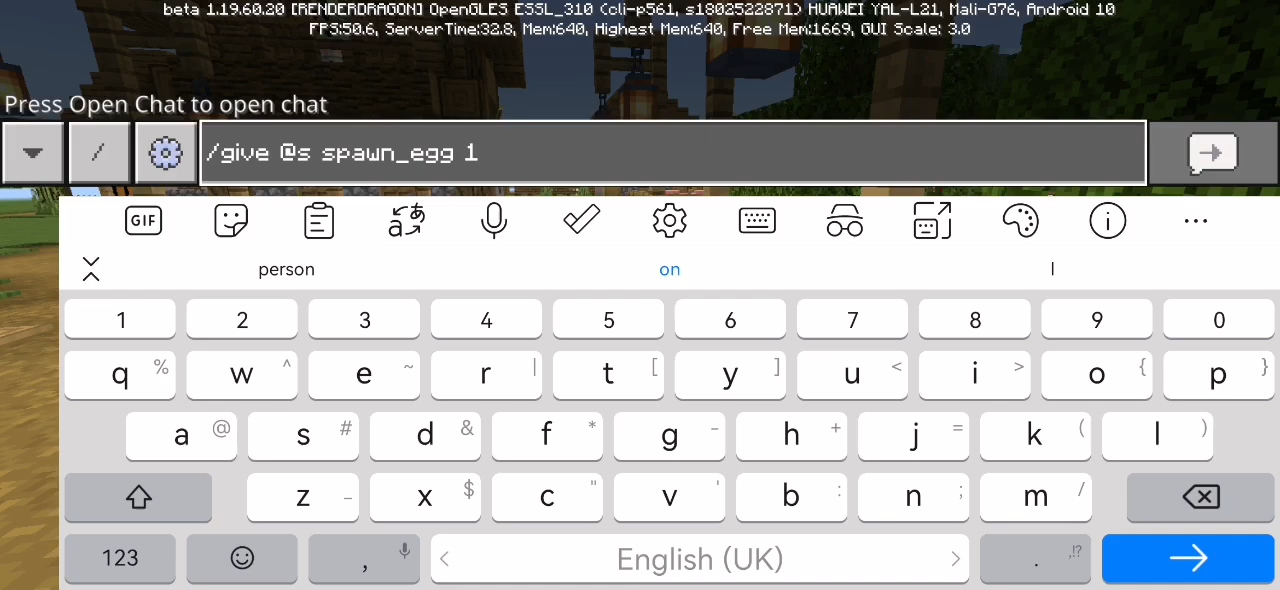 beta 1.19.60.20 [RENDERDRAGON] OpenGLES ESSL_310 (cli-p561, s1802522871) HUAWEI YAL-L21, Mali-G76, Android 10
FPS:50.6, ServerTime:32.8, Mem:640, Highest Mem:640, Free Mem:1669, GUI Scale: 3.0
Press Open Chat to open chat
/ /give @s spawn_egg 1
GIF a あ
person on I
1 2 3 4 5 6 7 8 9 0
q % w ^ e ~ r | t [ y ] u < i > o { p }
a @ s # d & f * g - h + j = k ( l )
z _ x $ c " v ' b : n ; m /
123 , < English (UK) > . ,!?